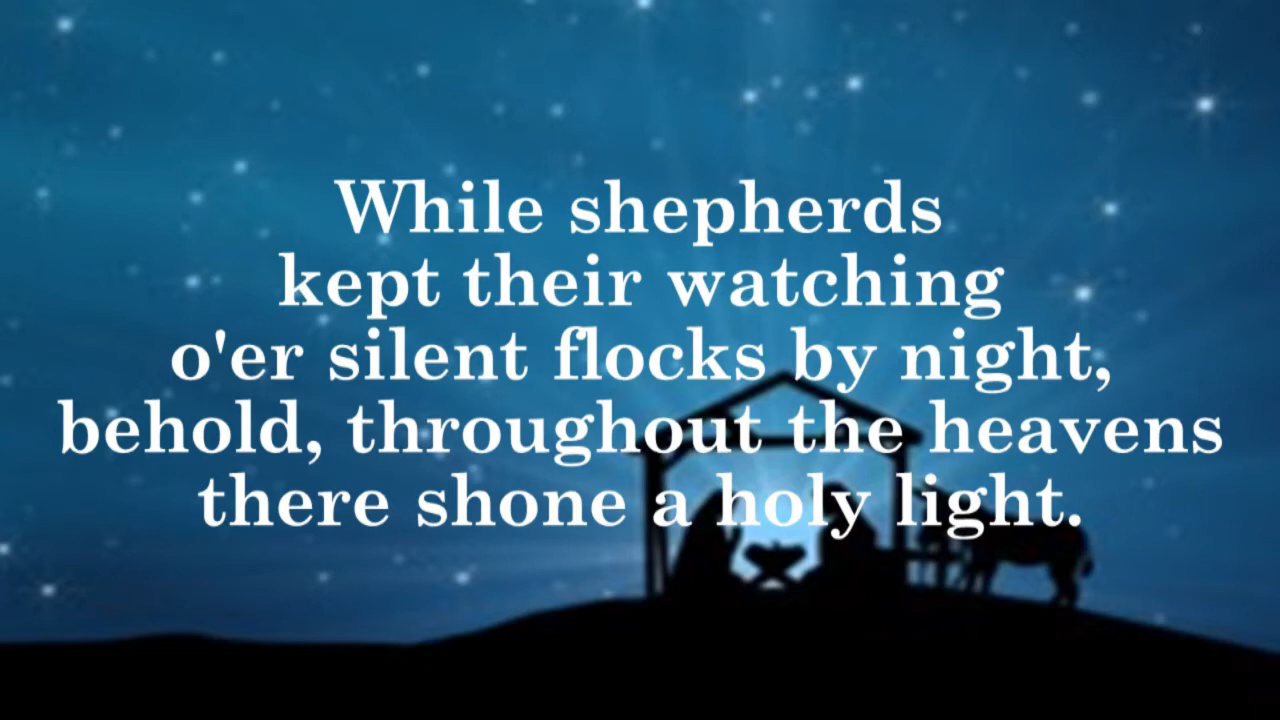 While shepherds
kept their watching
o'er silent flocks by night,
behold, throughout the heavens
there shone a holy light.